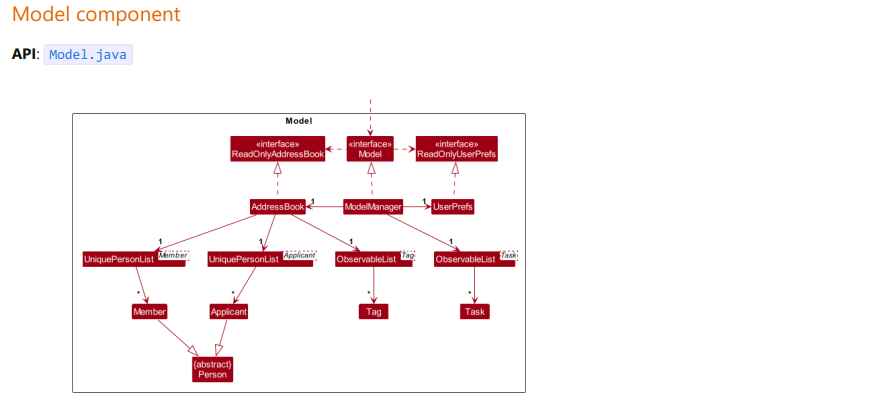 Model component
API: Model.java
Model
«interface»
ReadOnlyAddressBook
«interface»
Model
«interface»
ReadOnlyUserPrefs
AddressBook
1
ModelManager
1
UserPrefs
1
1
1
1
UniquePersonList
Member
UniquePersonList
Applicant
ObservableList
Tag
ObservableList
Task
*
*
*
*
Member
Applicant
Tag
Task
{abstract}
Person